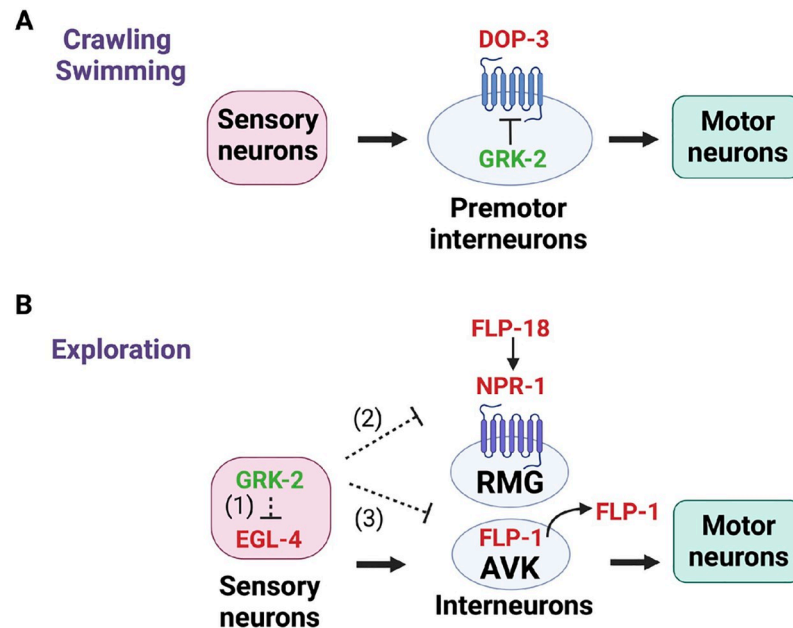 A
Crawling
Swimming
DOP-3
Sensory
neurons
GRK-2
Motor
neurons
Premotor
interneurons
B
Exploration
FLP-18
NPR-1
(2)
RMG
GRK-2
(1)
EGL-4
(3)
FLP-1
FLP-1
AVK
Motor
neurons
Sensory
neurons
Interneurons